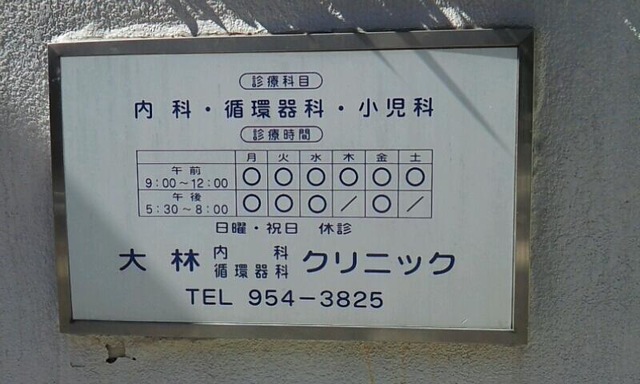 診療科目
内科・循環器科・小児科
診療時間
月 火 水 木 金 土
午前
9:00～12:00 ○ ○ ○ ○ ○ ○
午後
5:30～8:00 ○ ○ ○ ／ ○ ／
日曜・祝日 休診
大林 内科 循環器科 クリニック
TEL 954-3825